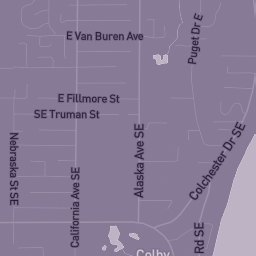 E Van Buren Ave
Puget Dr E
E Fillmore St
SE Truman St
Nebraska St SE
California Ave SE
Alaska Ave SE
Colchester Dr SE
Rd SE
Colby